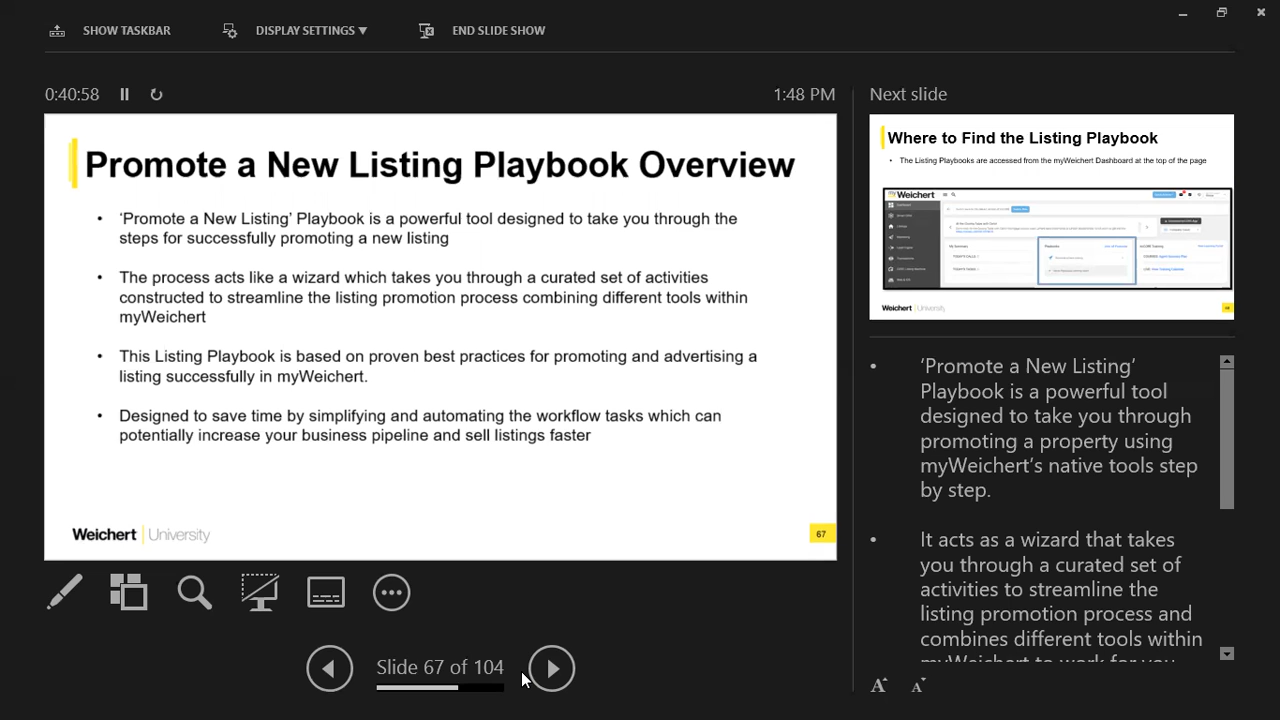 SHOW TASKBAR
DISPLAY SETTINGS ▼
END SLIDE SHOW
0:40:58
1:48 PM
Next slide
Promote a New Listing Playbook Overview
• ‘Promote a New Listing’ Playbook is a powerful tool designed to take you through the
steps for successfully promoting a new listing
• The process acts like a wizard which takes you through a curated set of activities
constructed to streamline the listing promotion process combining different tools within
myWeichert
• This Listing Playbook is based on proven best practices for promoting and advertising a
listing successfully in myWeichert.
• Designed to save time by simplifying and automating the workflow tasks which can
potentially increase your business pipeline and sell listings faster
Weichert | University
67
Where to Find the Listing Playbook
• The Listing Playbooks are accessed from the myWeichert Dashboard at the top of the page
my Weichert
Weichert | University
• ‘Promote a New Listing’
Playbook is a powerful tool
designed to take you through
promoting a property using
myWeichert’s native tools step
by step.
• It acts as a wizard that takes
you through a curated set of
activities to streamline the
listing promotion process and
combines different tools within
myWeichert to work for you
Slide 67 of 104
A A